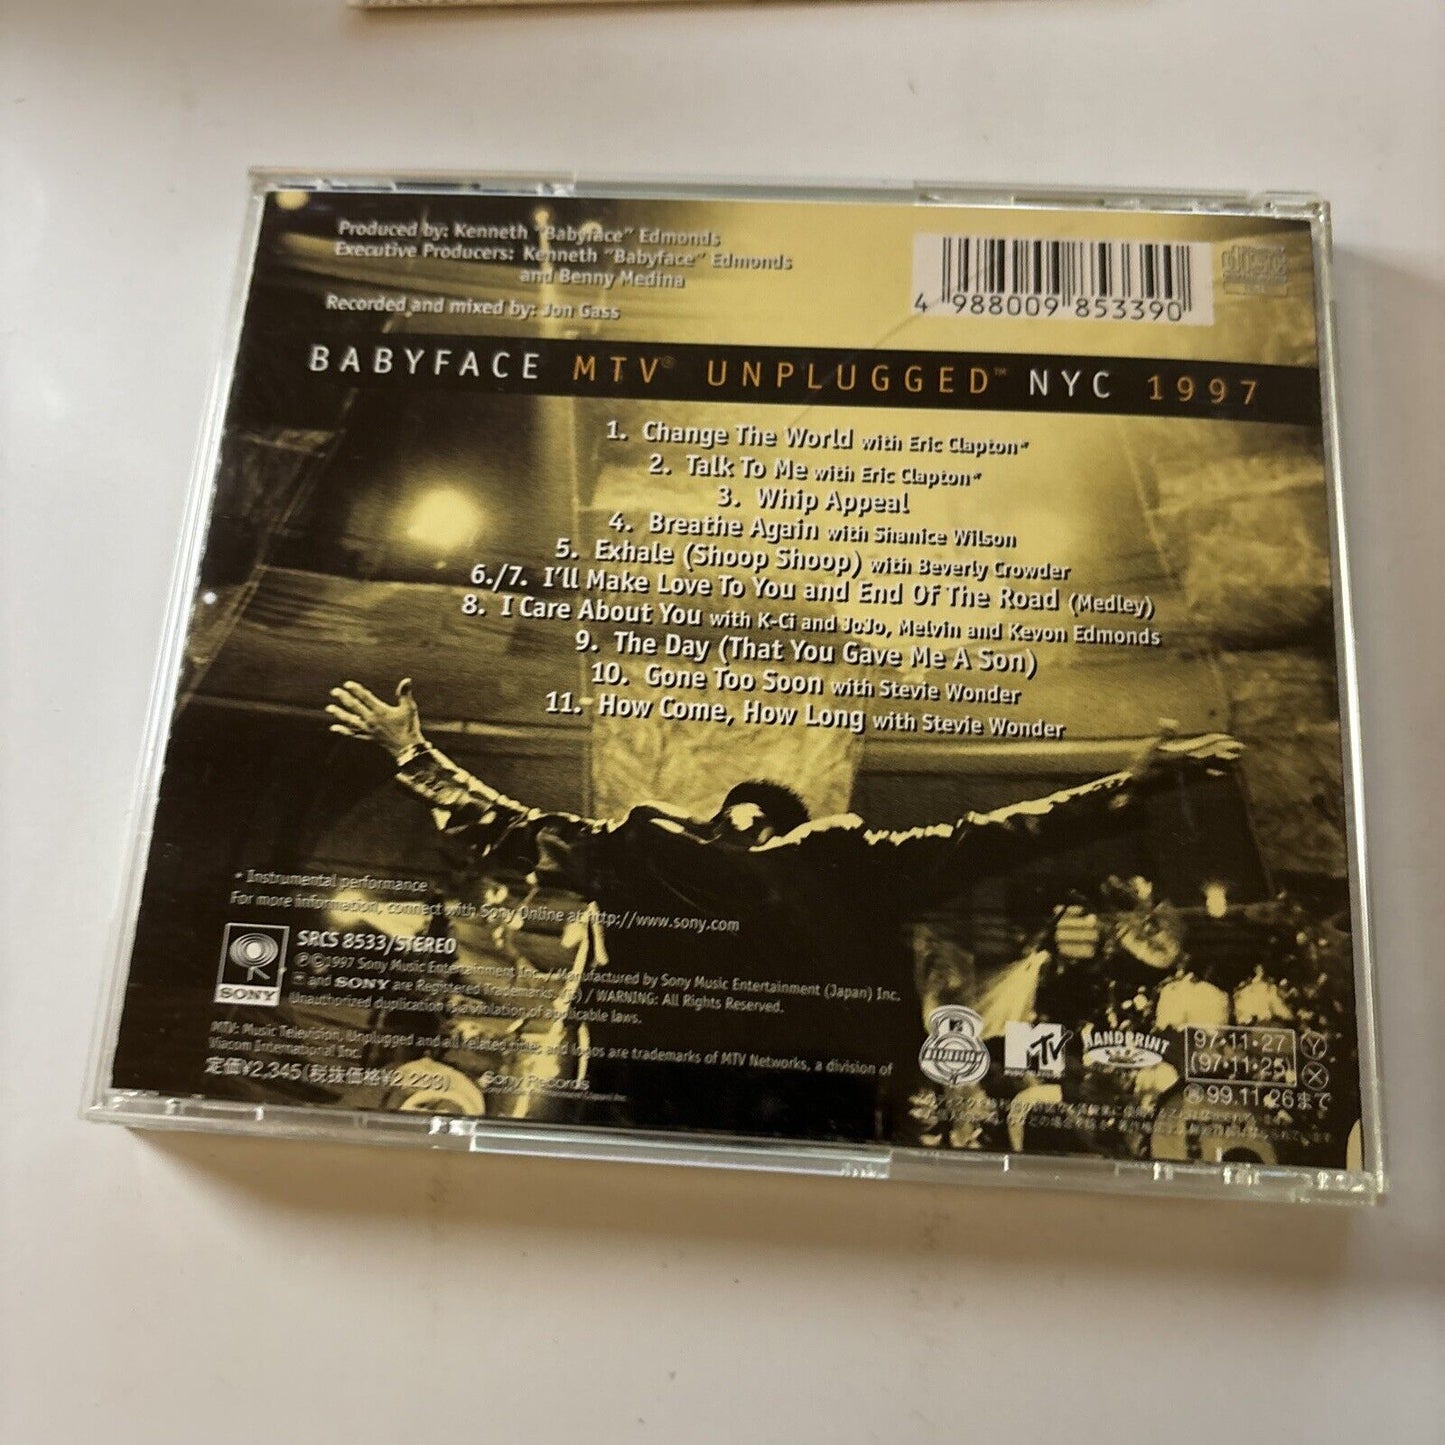 Produced by: Kenneth "Babyface" Edmonds
Executive Producers: Kenneth "Babyface" Edmonds
and Benny Medina
Recorded and mixed by: Jon Gass
4 988009 853390
BABYFACE MTV® UNPLUGGED™ NYC 1997
1. Change The World with Eric Clapton*
2. Talk To Me with Eric Clapton*
3. Whip Appeal
4. Breathe Again with Shanice Wilson
5. Exhale (Shoop Shoop) with Beverly Crowder
6./7. I'll Make Love To You and End Of The Road (Medley)
8. I Care About You with K-Ci and JoJo, Melvin and Kevon Edmonds
9. The Day (That You Gave Me A Son)
10. Gone Too Soon with Stevie Wonder
11. How Come, How Long with Stevie Wonder
* Instrumental performance
For more information, connect with Sony Online at http://www.sony.com
SRCS 8533/STEREO
℗©1997 Sony Music Entertainment Inc. / Manufactured by Sony Music Entertainment (Japan) Inc.
and SONY are Registered Trademarks. / WARNING: All Rights Reserved.
Unauthorized duplication is a violation of applicable laws.
SONY
MTV: Music Television, Unplugged and all related titles and logos are trademarks of MTV Networks, a division of
Viacom International Inc.
定価¥2,345(税抜価格¥2,233)
Sony Records
MTV
HANDPRINT
97·11·27
(97·11·25)
Y
X
99.11.26まで